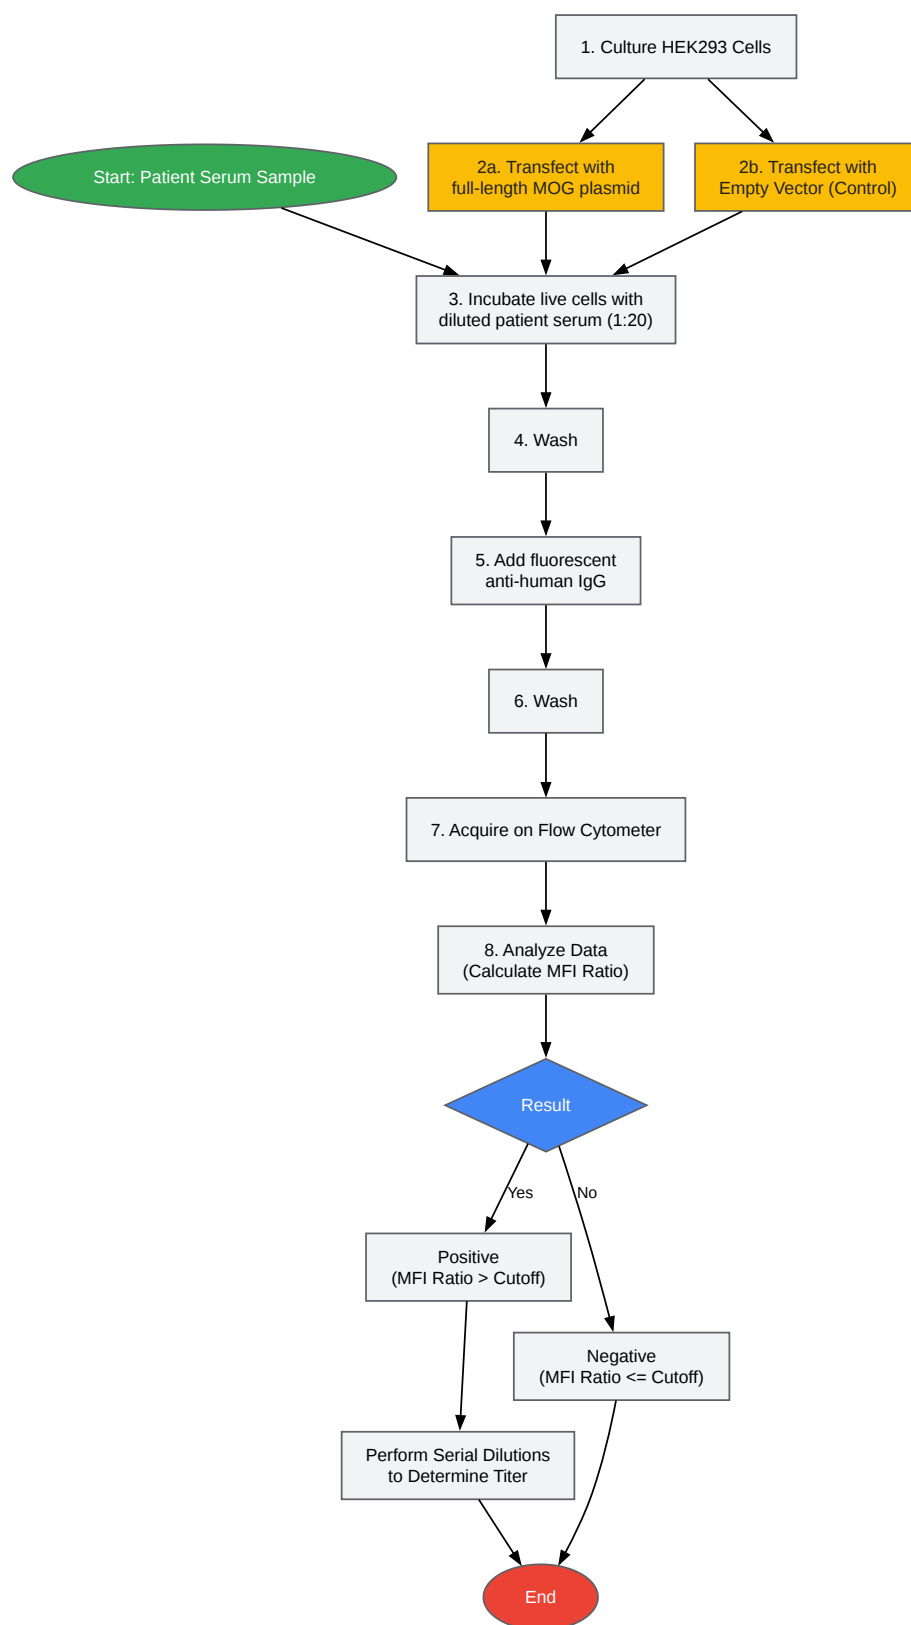 1. Culture HEK293 Cells
Start: Patient Serum Sample
2a. Transfect with
full-length MOG plasmid
2b. Transfect with
Empty Vector (Control)
3. Incubate live cells with
diluted patient serum (1:20)
4. Wash
5. Add fluorescent
anti-human IgG
6. Wash
7. Acquire on Flow Cytometer
8. Analyze Data
(Calculate MFI Ratio)
Result
Yes
No
Positive
(MFI Ratio > Cutoff)
Negative
(MFI Ratio <= Cutoff)
Perform Serial Dilutions
to Determine Titer
End